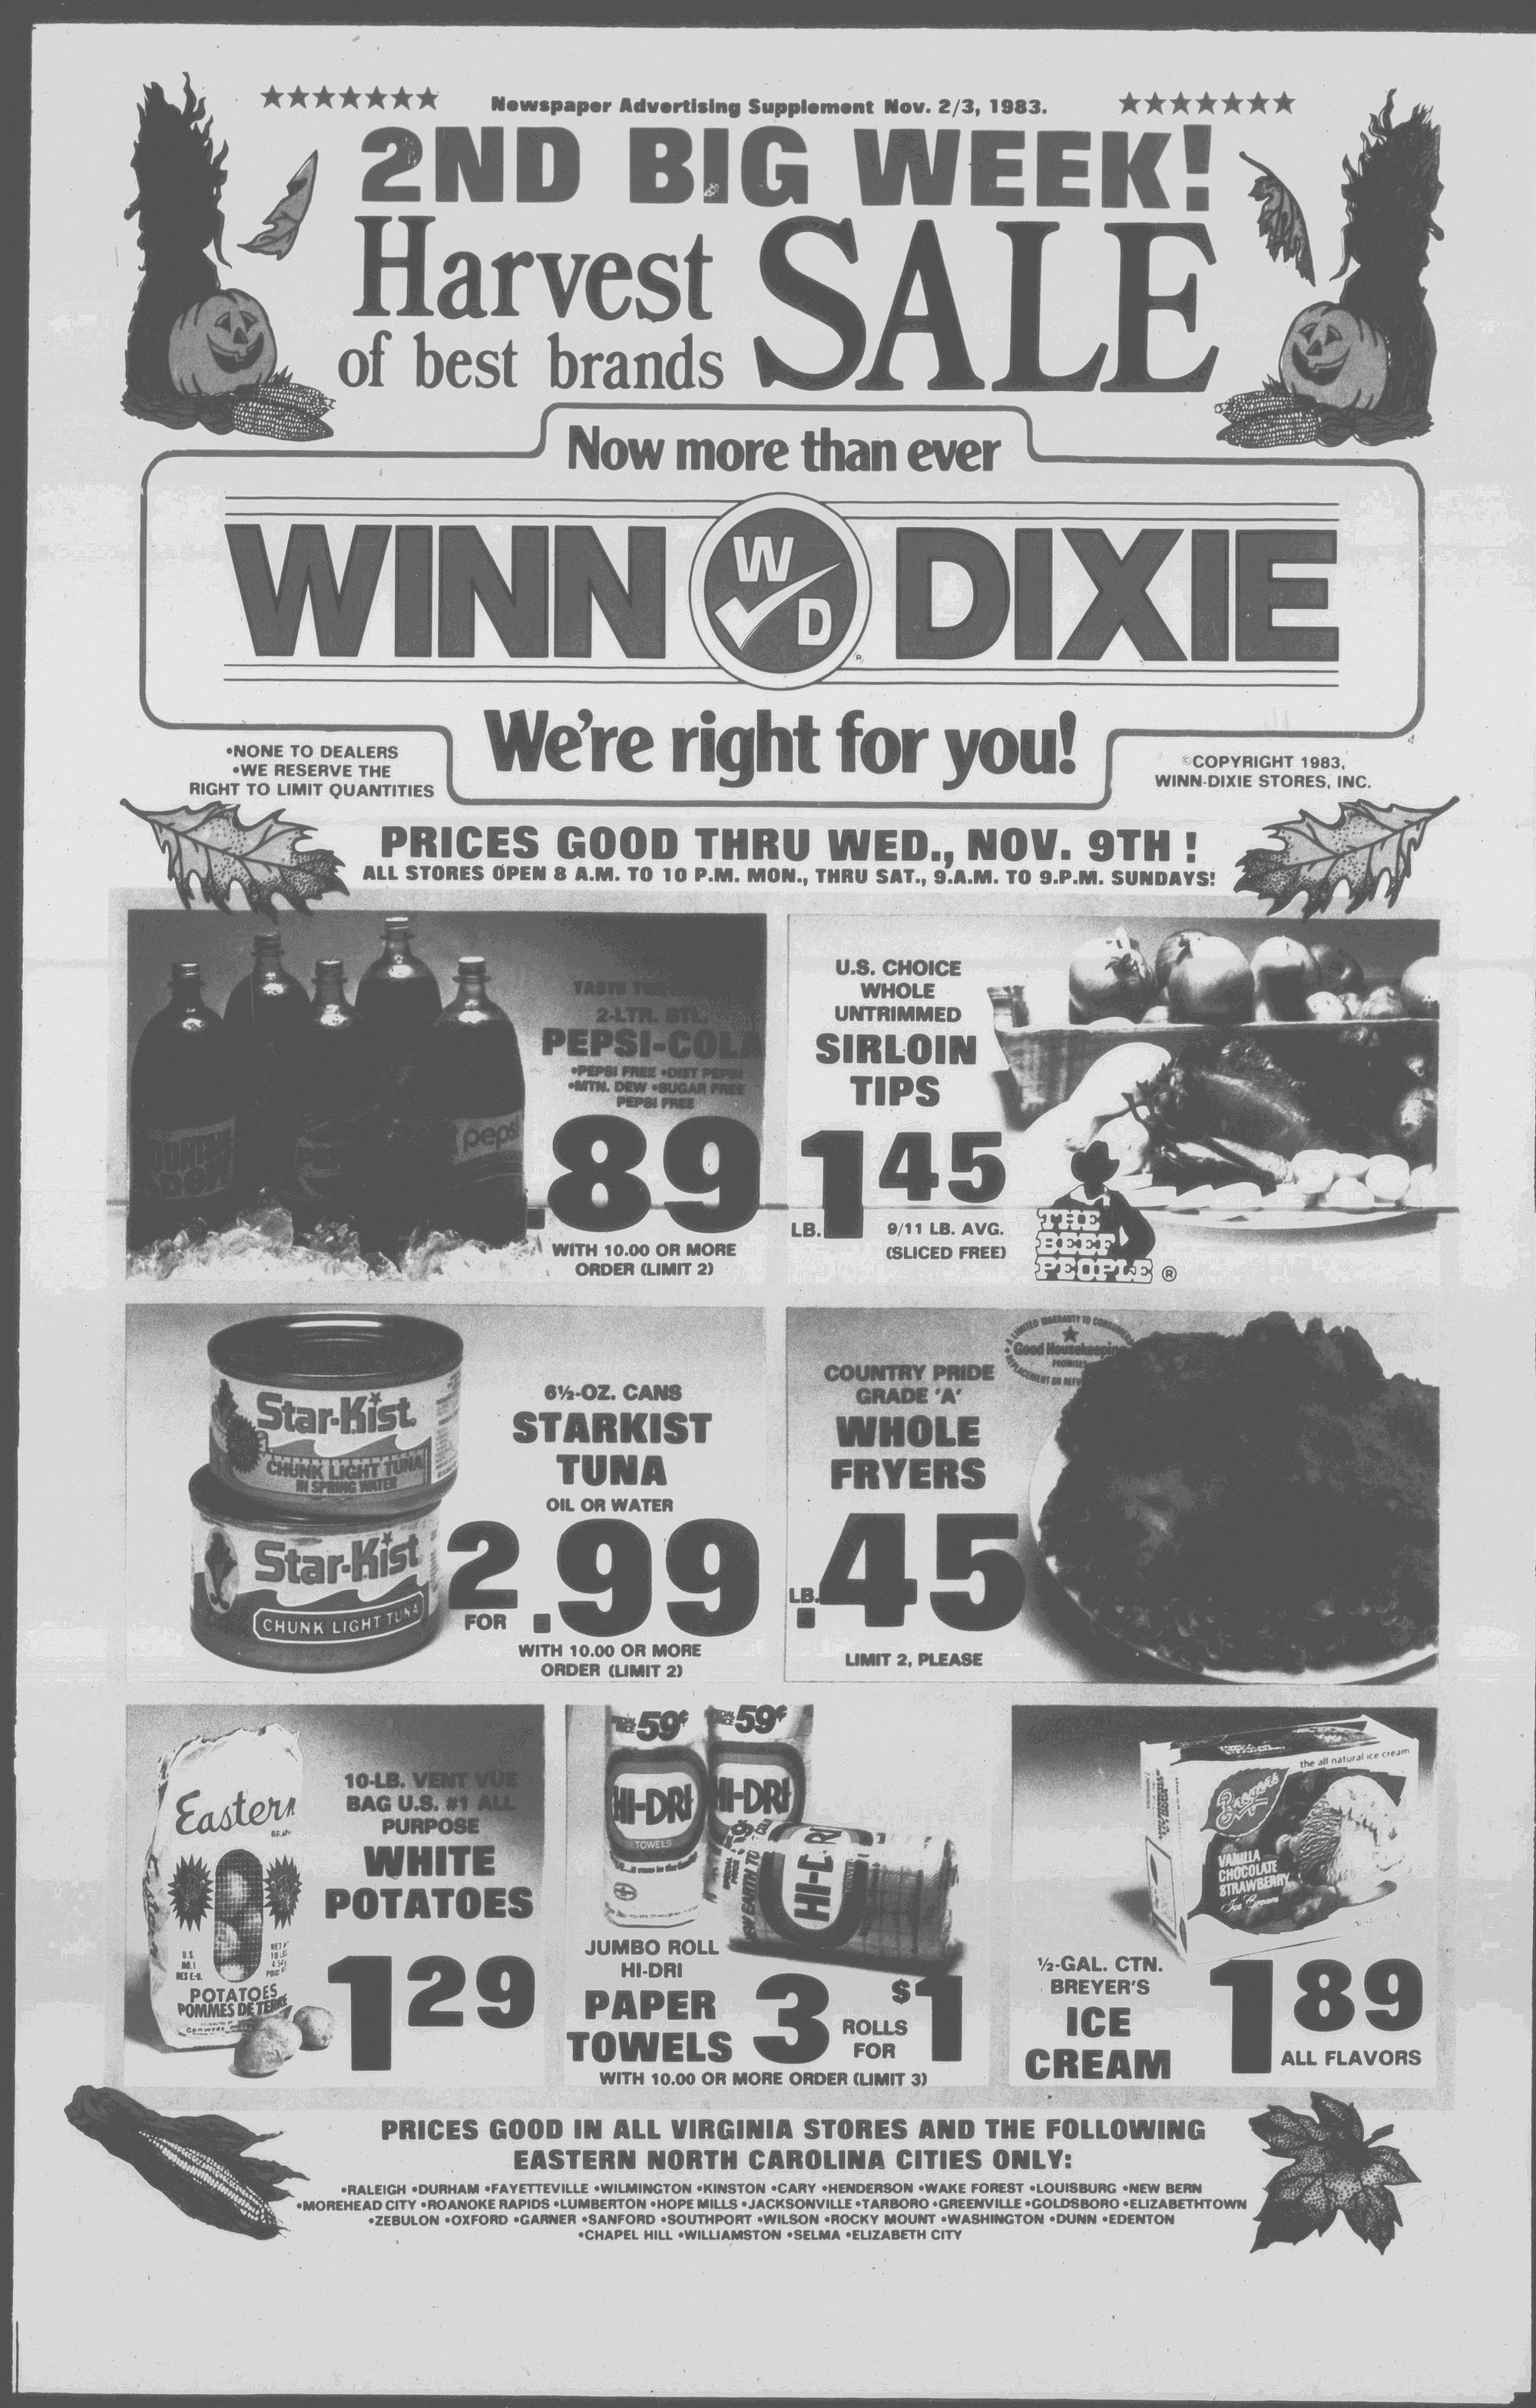 ★★★★★★★ Newspaper Advertising Supplement Nov. 2/3, 1983. ★★★★★★★
2ND BIG WEEK!
Harvest
of best brands
SALE
Now more than ever
WINN W D ® DIXIE
We're right for you!
•NONE TO DEALERS
•WE RESERVE THE
RIGHT TO LIMIT QUANTITIES
©COPYRIGHT 1983,
WINN-DIXIE STORES, INC.
PRICES GOOD THRU WED., NOV. 9TH !
ALL STORES OPEN 8 A.M. TO 10 P.M. MON., THRU SAT., 9.A.M. TO 9.P.M. SUNDAYS!
TASTE
2-LTR. BTL.
PEPSI-COLA
•PEPSI FREE •DIET PEPSI
•MTN. DEW •SUGAR FREE
PEPSI FREE
.89
WITH 10.00 OR MORE
ORDER (LIMIT 2)
pepsi
U.S. CHOICE
WHOLE
UNTRIMMED
SIRLOIN
TIPS
LB. 1 45
9/11 LB. AVG.
(SLICED FREE)
THE
BEEF
PEOPLE ®
Star-Kist
CHUNK LIGHT TUNA
IN SPRING WATER
Star-Kist
CHUNK LIGHT TUNA
6½-OZ. CANS
STARKIST
TUNA
OIL OR WATER
2 FOR .99
WITH 10.00 OR MORE
ORDER (LIMIT 2)
COUNTRY PRIDE
GRADE 'A'
WHOLE
FRYERS
LB. .45
LIMIT 2, PLEASE
A LIMITED WARRANTY TO
Good Housekeeping
PROMISES
Eastern
U.S.
NO.1
POTATOES
POMMES DE TERRE
10-LB. VENT VUE
BAG U.S. #1 ALL
PURPOSE
WHITE
POTATOES
1 29
59¢
59¢
HI-DRI
TOWELS
HI-DRI
HI-DRI
JUMBO ROLL
HI-DRI
PAPER
TOWELS
3 ROLLS FOR $1
WITH 10.00 OR MORE ORDER (LIMIT 3)
the all natural ice cream
Breyers
VANILLA
CHOCOLATE
STRAWBERRY
Ice Cream
½-GAL. CTN.
BREYER'S
ICE
CREAM
1 89
ALL FLAVORS
PRICES GOOD IN ALL VIRGINIA STORES AND THE FOLLOWING
EASTERN NORTH CAROLINA CITIES ONLY:
•RALEIGH •DURHAM •FAYETTEVILLE •WILMINGTON •KINSTON •CARY •HENDERSON •WAKE FOREST •LOUISBURG •NEW BERN
•MOREHEAD CITY •ROANOKE RAPIDS •LUMBERTON •HOPE MILLS •JACKSONVILLE •TARBORO •GREENVILLE •GOLDSBORO •ELIZABETHTOWN
•ZEBULON •OXFORD •GARNER •SANFORD •SOUTHPORT •WILSON •ROCKY MOUNT •WASHINGTON •DUNN •EDENTON
•CHAPEL HILL •WILLIAMSTON •SELMA •ELIZABETH CITY